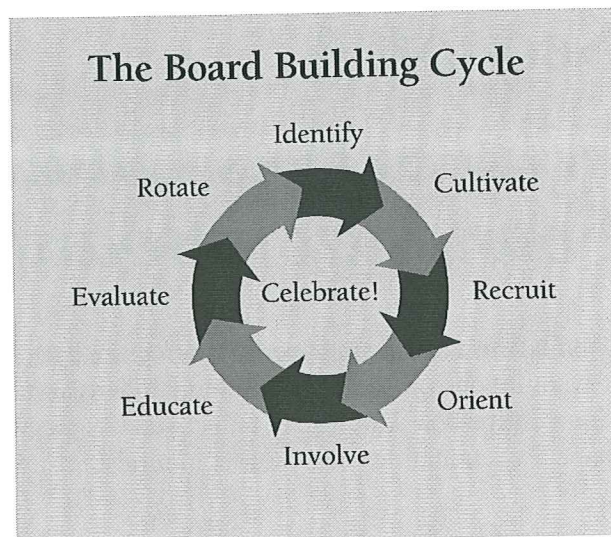 The Board Building Cycle
Identify
Cultivate
Recruit
Orient
Involve
Educate
Evaluate
Rotate
Celebrate!